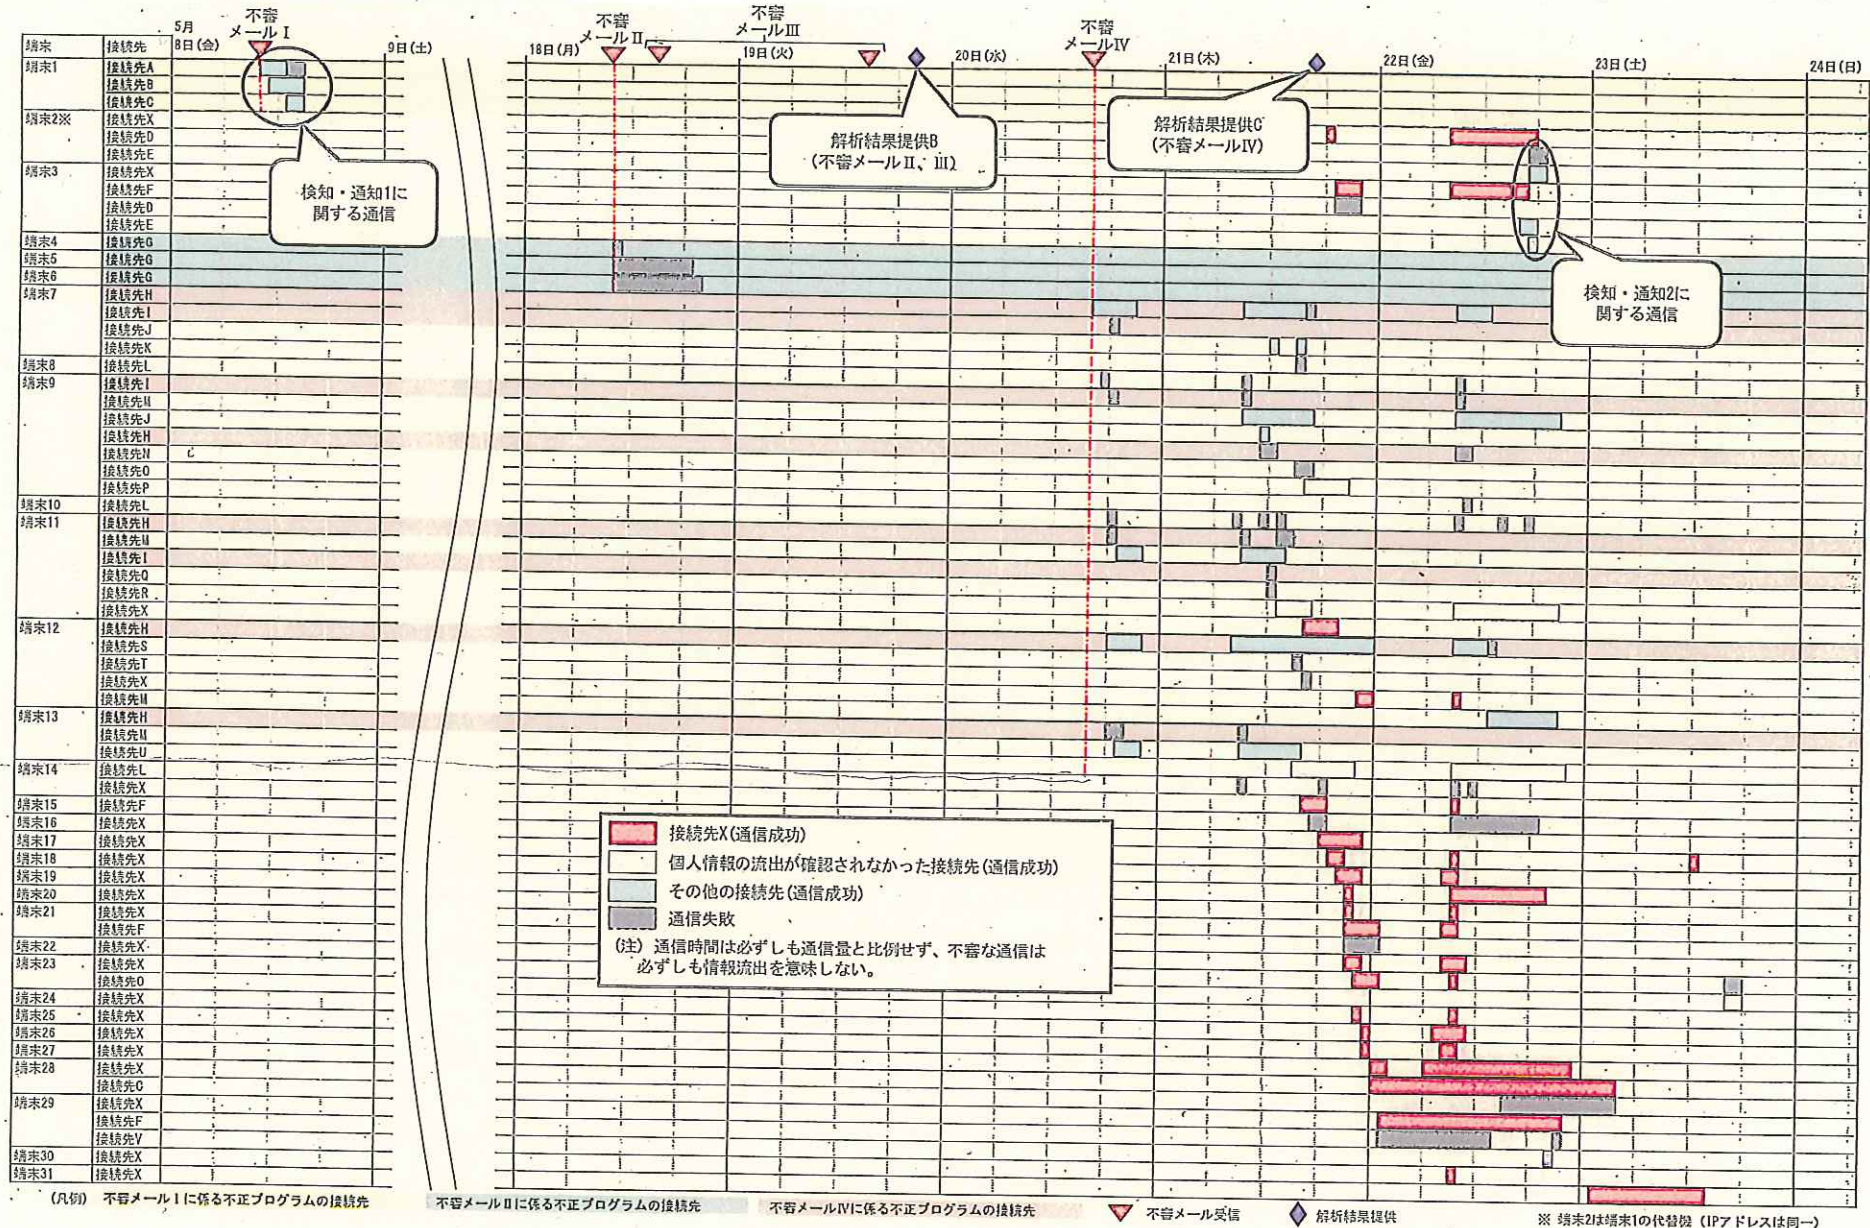 5月
8日(金)
不審
メールⅠ
9日(土)
18日(月)
不審
メールⅡ
不審
メールⅢ
19日(火)
20日(水)
不審
メールⅣ
21日(木)
22日(金)
23日(土)
24日(日)
端末 接続先
端末1 接続先A
接続先B
接続先C
端末2※ 接続先X
接続先D
接続先E
端末3 接続先X
接続先F
接続先D
接続先E
端末4 接続先G
端末5 接続先G
端末6 接続先G
端末7 接続先H
接続先I
接続先J
接続先K
端末8 接続先L
端末9 接続先I
接続先M
接続先J
接続先H
接続先N
接続先O
接続先P
端末10 接続先L
端末11 接続先H
接続先M
接続先I
接続先Q
接続先R
接続先X
端末12 接続先H
接続先S
接続先T
接続先X
接続先M
端末13 接続先H
接続先M
接続先U
端末14 接続先L
接続先X
端末15 接続先F
端末16 接続先X
端末17 接続先X
端末18 接続先X
端末19 接続先X
端末20 接続先X
端末21 接続先X
接続先F
端末22 接続先X
端末23 接続先X
接続先O
端末24 接続先X
端末25 接続先X
端末26 接続先X
端末27 接続先X
端末28 接続先X
接続先C
端末29 接続先X
接続先F
接続先V
端末30 接続先X
端末31 接続先X
検知・通知1に
関する通信
解析結果提供B
(不審メールⅡ、Ⅲ)
解析結果提供C
(不審メールⅣ)
検知・通知2に
関する通信
接続先X(通信成功)
個人情報の流出が確認されなかった接続先(通信成功)
その他の接続先(通信成功)
通信失敗
(注) 通信時間は必ずしも通信量と比例せず、不審な通信は
必ずしも情報流出を意味しない。
(凡例) 不審メールⅠに係る不正プログラムの接続先 不審メールⅡに係る不正プログラムの接続先 不審メールⅣに係る不正プログラムの接続先 不審メール受信 解析結果提供
※ 端末2は端末1の代替機 (IPアドレスは同一)